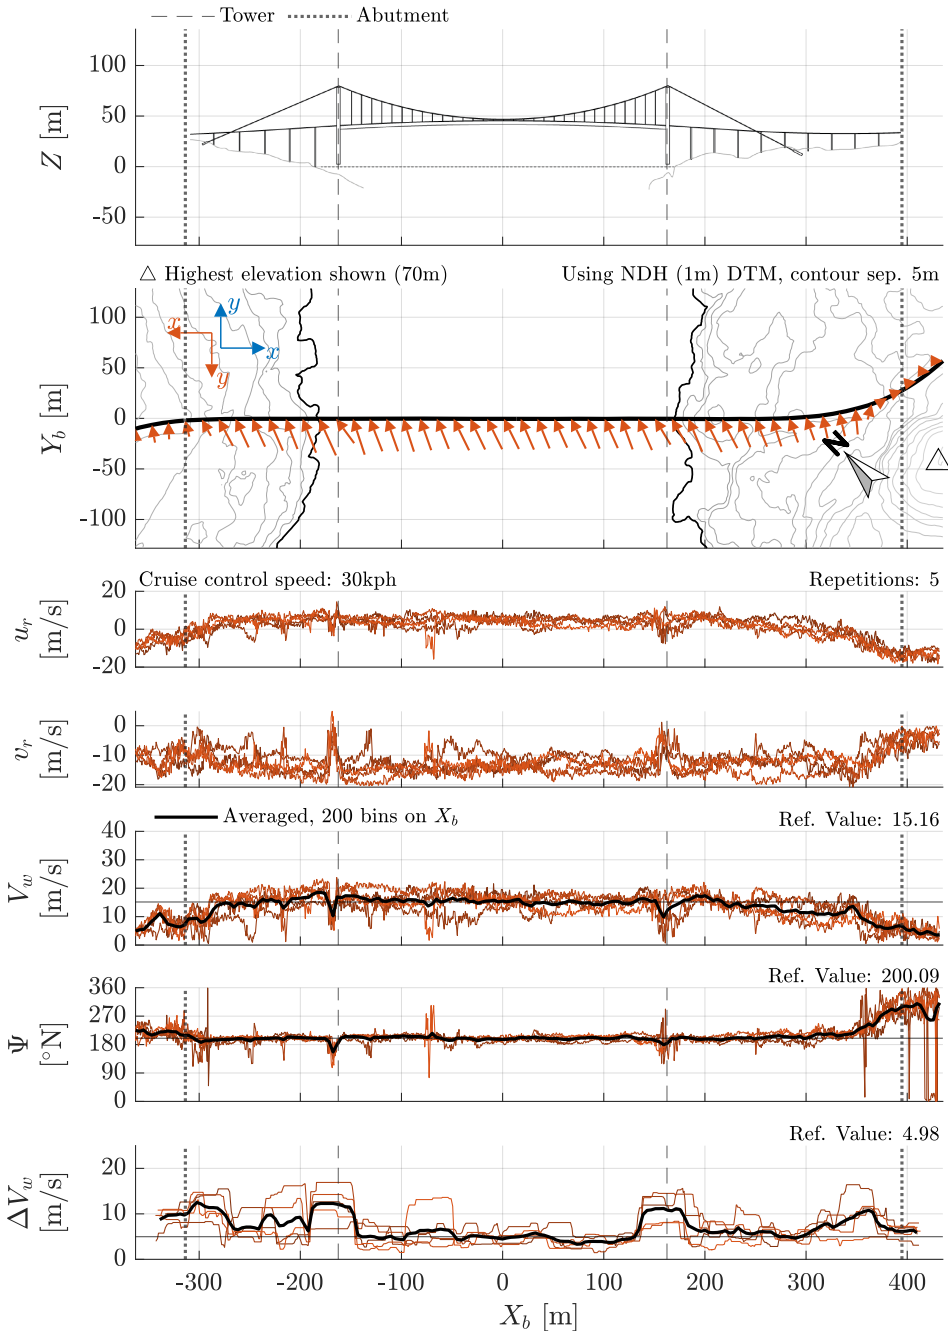 Tower Abutment
100
50
0
-50
Z [m]
△ Highest elevation shown (70m) Using NDH (1m) DTM, contour sep. 5m
100
50
0
-50
-100
Y_b [m]
x
y
y
x
N
Cruise control speed: 30kph Repetitions: 5
20
0
-20
u_r [m/s]
0
-10
-20
v_r [m/s]
Averaged, 200 bins on X_b Ref. Value: 15.16
40
30
20
10
0
V_w [m/s]
Ref. Value: 200.09
360
270
180
90
0
Ψ [°N]
Ref. Value: 4.98
20
10
0
ΔV_w [m/s]
-300 -200 -100 0 100 200 300 400
X_b [m]